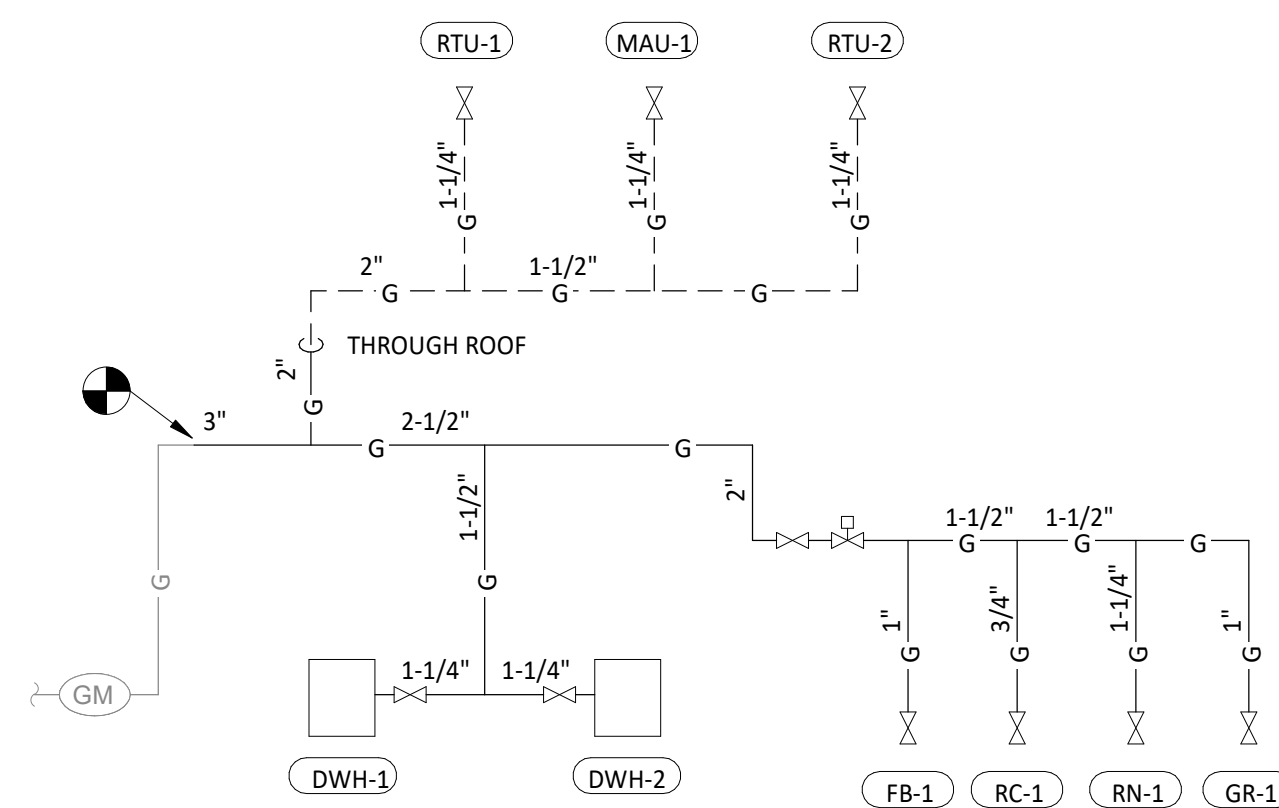 RTU-1 MAU-1 RTU-2
1-1/4" 1-1/4" 1-1/4"
G G G
2" 1-1/2"
G G G
THROUGH ROOF
2"
G
3" 2-1/2"
G G
1-1/2" 2"
1-1/2" 1-1/2"
G G G
G G
1" 3/4" 1-1/4" 1"
G G G G
1-1/4" 1-1/4"
GM
DWH-1 DWH-2
FB-1 RC-1 RN-1 GR-1